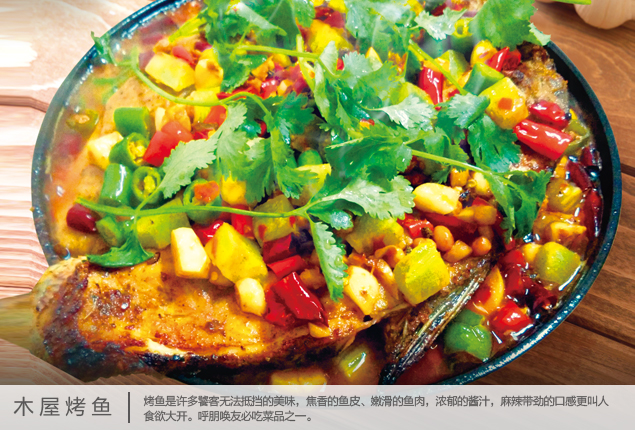 木屋烤鱼
烤鱼是许多饕客无法抵挡的美味，焦香的鱼皮、嫩滑的鱼肉，浓郁的酱汁，麻辣带劲的口感更叫人
食欲大开。呼朋唤友必吃菜品之一。